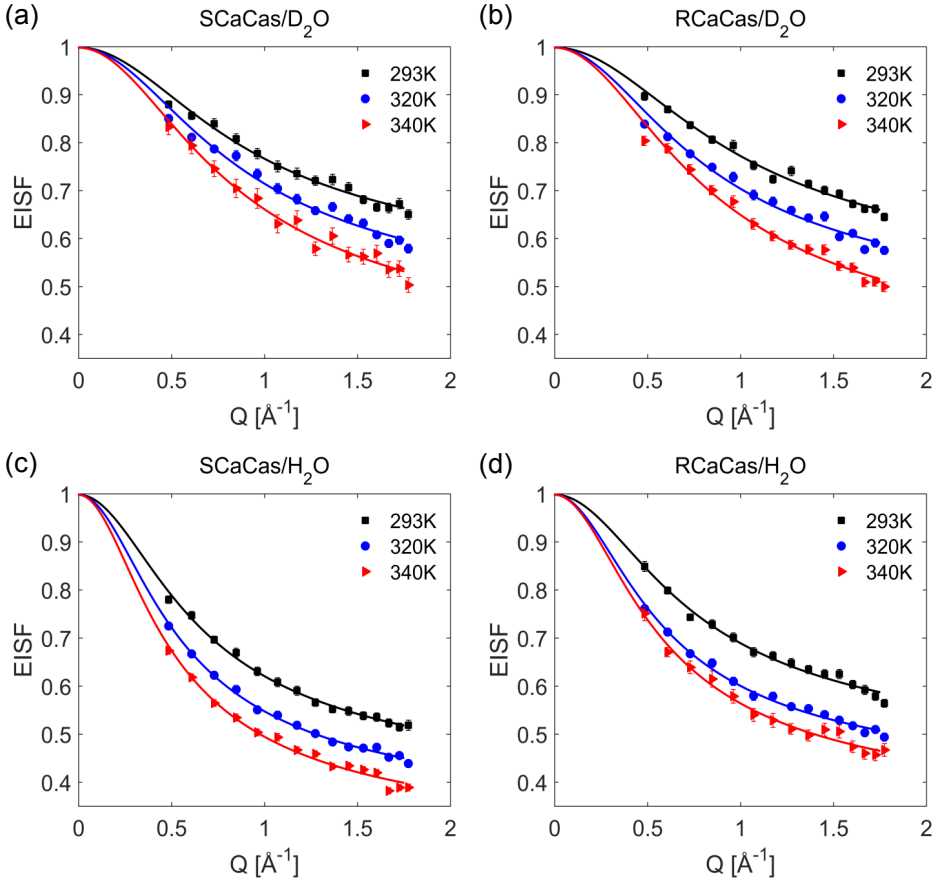 (a)
SCaCas/D₂O
1
0.9
0.8
0.7
0.6
0.5
0.4
EISF
293K
320K
340K
0
0.5
1
1.5
2
Q [Å⁻¹]
(b)
RCaCas/D₂O
1
0.9
0.8
0.7
0.6
0.5
0.4
EISF
293K
320K
340K
0
0.5
1
1.5
2
Q [Å⁻¹]
(c)
SCaCas/H₂O
1
0.9
0.8
0.7
0.6
0.5
0.4
EISF
293K
320K
340K
0
0.5
1
1.5
2
Q [Å⁻¹]
(d)
RCaCas/H₂O
1
0.9
0.8
0.7
0.6
0.5
0.4
EISF
293K
320K
340K
0
0.5
1
1.5
2
Q [Å⁻¹]